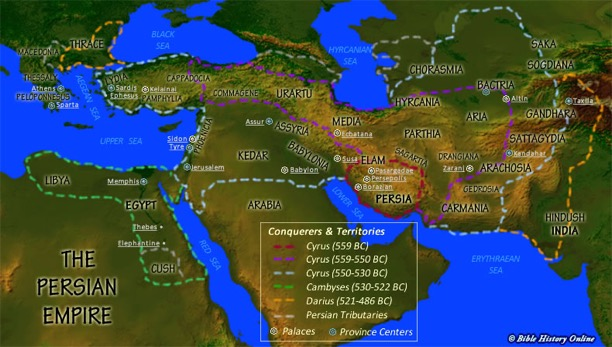 BLACK
SEA
THRACE
MACEDONIA
THESSALY
Athens
PELOPONNESUS
Sparta
AEGEAN SEA
LYDIA
Sardis
Ephesus
Kelainai
PAMPHYLIA
CAPPADOCIA
COMMAGENE
URARTU
HYRCANIAN
SEA
CHORASMIA
SAKA
SOGDIANA
BACTRIA
Altin
Taxila
GANDHARA
HYRCANIA
MEDIA
Ecbatana
PARTHIA
ARIA
SATTAGYDIA
Kandahar
UPPER SEA
PHOENICIA
Sidon
Tyre
Jerusalem
Assur
ASSYRIA
KEDAR
BABYLONIA
Babylon
Susa
ELAM
SAGARTIA
Pasargadae
Persepolis
Borazjan
PERSIA
DRANGIANA
Zaranj
ARACHOSIA
GEDROSIA
CARMANIA
HINDUSH
INDIA
LIBYA
Memphis
EGYPT
Thebes
Elephantine
CUSH
RED SEA
ARABIA
LOWER SEA
ERYTHRAEAN
SEA
THE
PERSIAN
EMPIRE
Conquerers & Territories
Cyrus (559 BC)
Cyrus (559-550 BC)
Cyrus (550-530 BC)
Cambyses (530-522 BC)
Darius (521-486 BC)
Persian Tributaries
Palaces
Province Centers
© Bible History Online